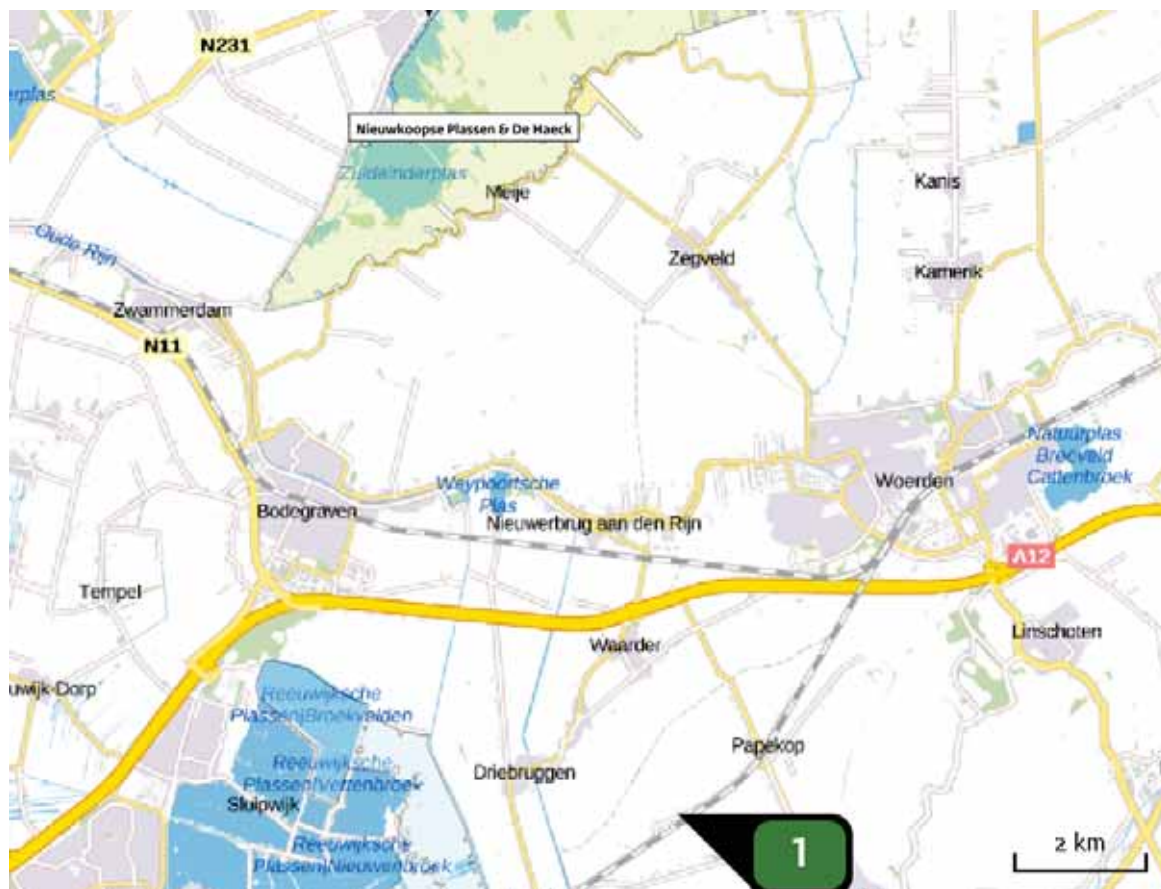 N231
Nieuwkoopse Plassen & De Haeck
Zuideinderplas
Meije
Kanis
Zegveld
Kamerik
Oude Rijn
Zwammerdam
N11
Natuurplas
Breeveld
Cattenbroek
Woerden
Weypoortsche
Plas
Bodegraven
Nieuwerbrug aan den Rijn
A12
Tempel
Linschoten
Waarder
uwijk-Dorp
Reeuwijksche
Plassen|Broekvelden
Papekop
Reeuwijksche
Plassen|Vettenbroek
Driebruggen
Sluipwijk
Reeuwijksche
Plassen|Nieuwenbroek
1
2 km